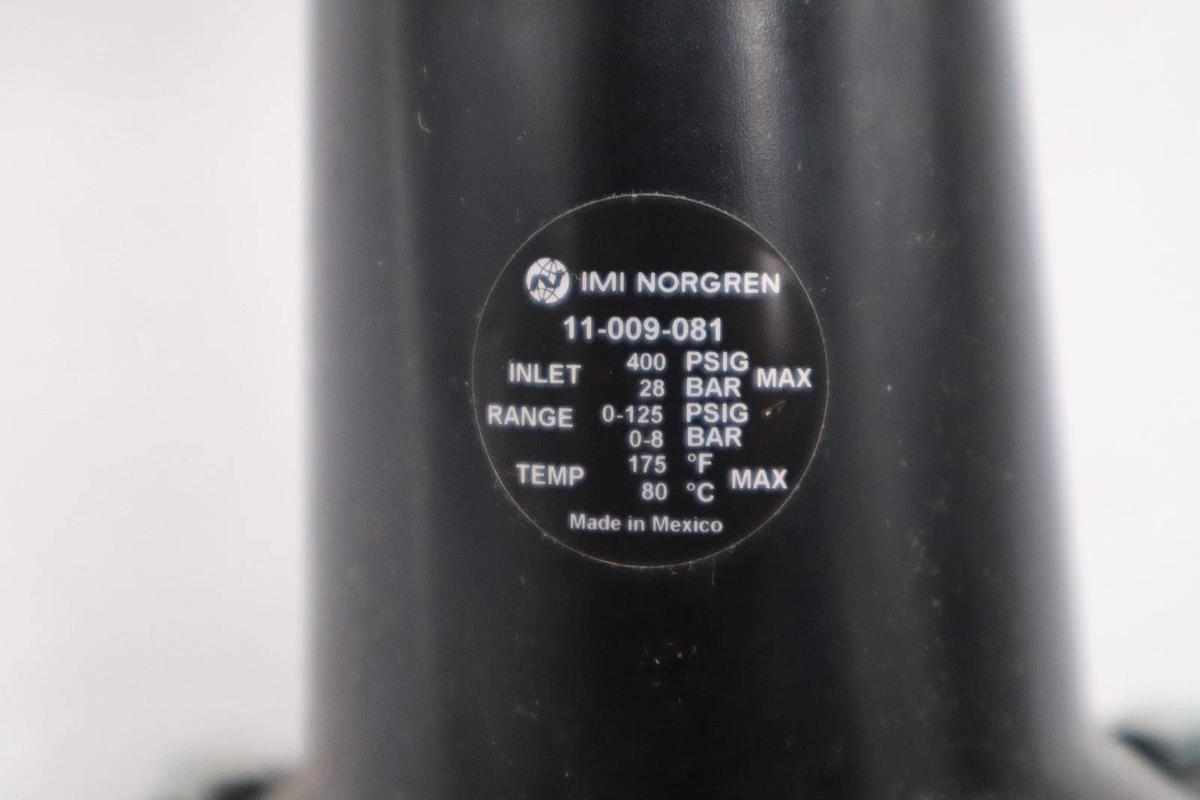 IMI NORGREN
11-009-081
INLET 400 PSIG MAX
28 BAR
RANGE 0-125 PSIG
0-8 BAR
TEMP 175 °F MAX
80 °C
Made in Mexico